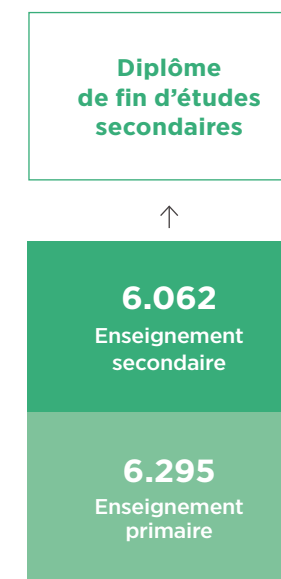 Diplôme
de fin d’études
secondaires
↑
6.062
Enseignement
secondaire
6.295
Enseignement
primaire